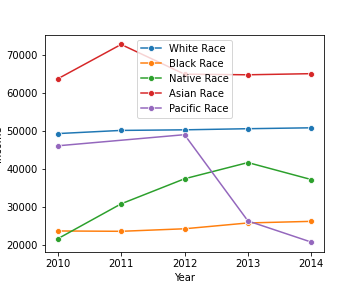 70000
60000
50000
40000
30000
20000
White Race
Black Race
Native Race
Asian Race
Pacific Race
2010
2011
2012
2013
2014
Year